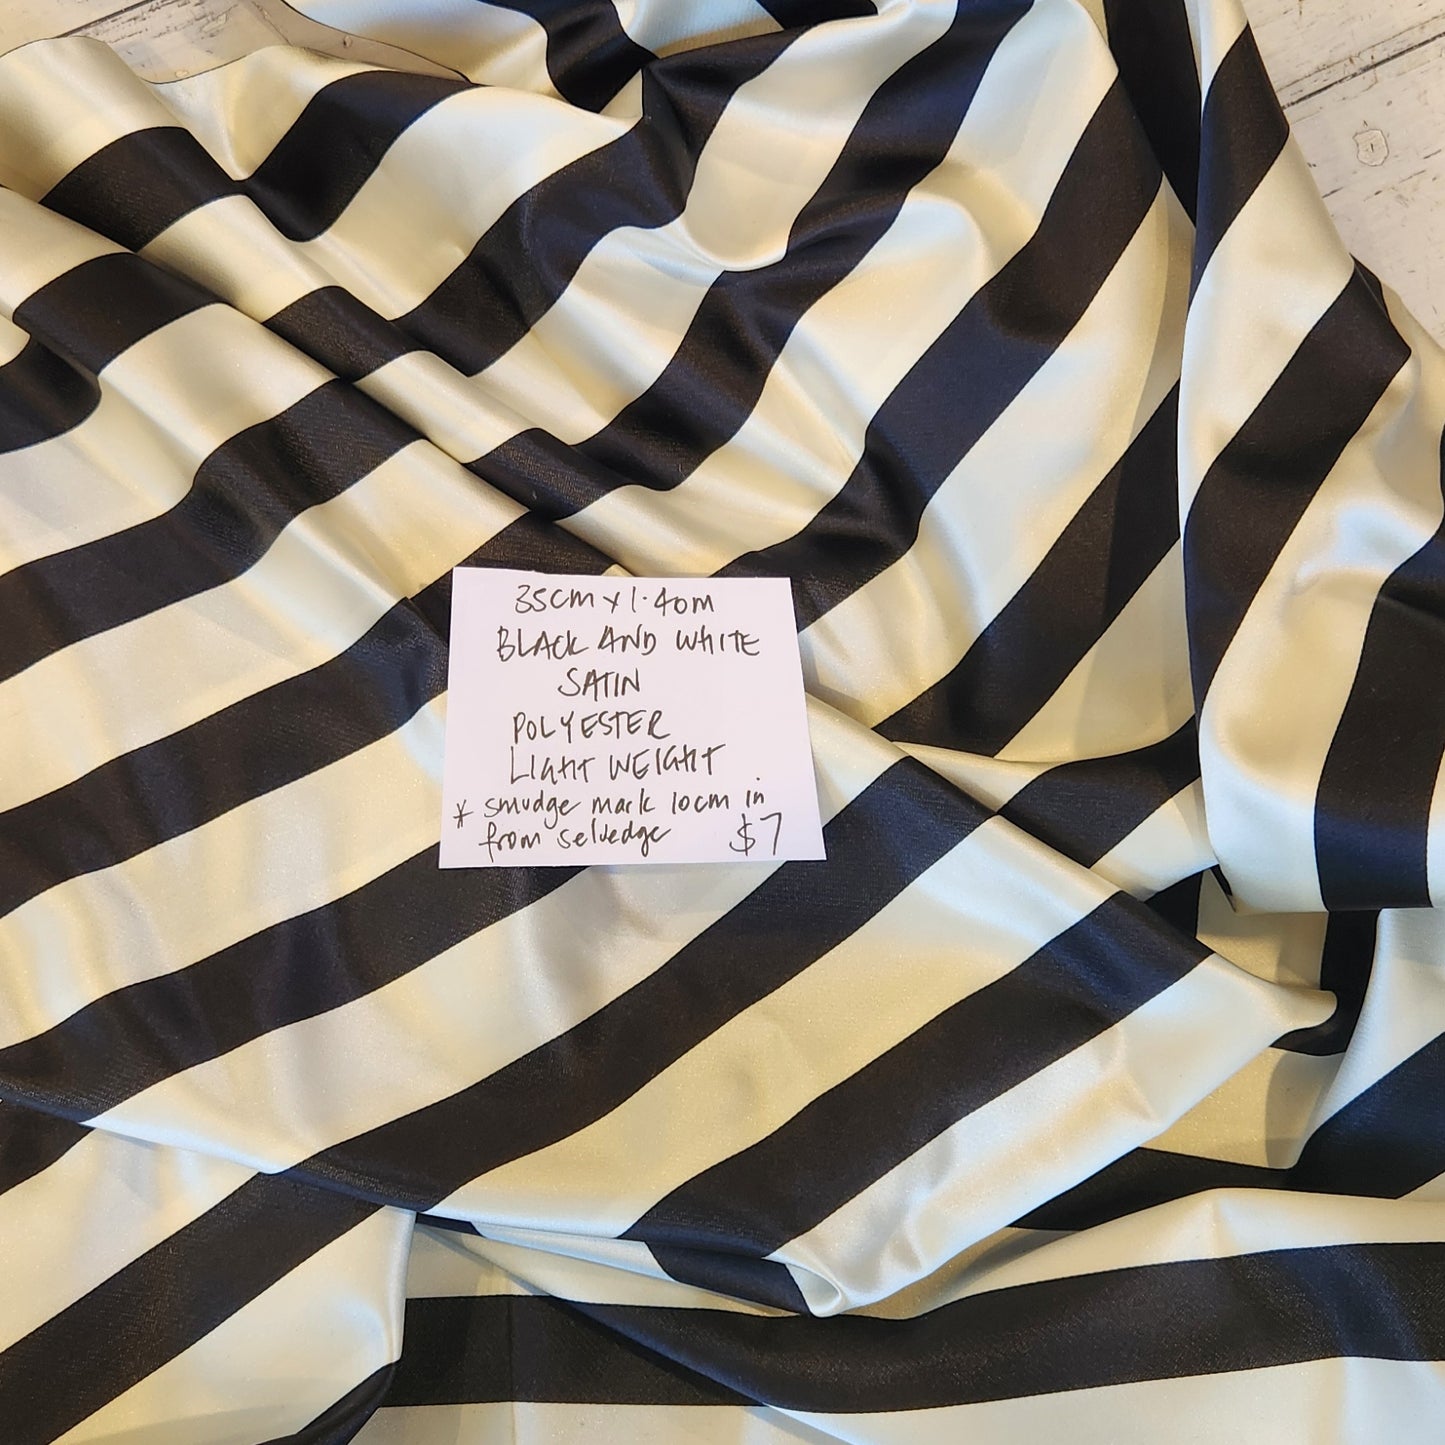 35cm x 1.40m
BLACK AND WHITE
SATIN
POLYESTER
LIGHT WEIGHT
* smudge mark 10cm in
from selvedge $7